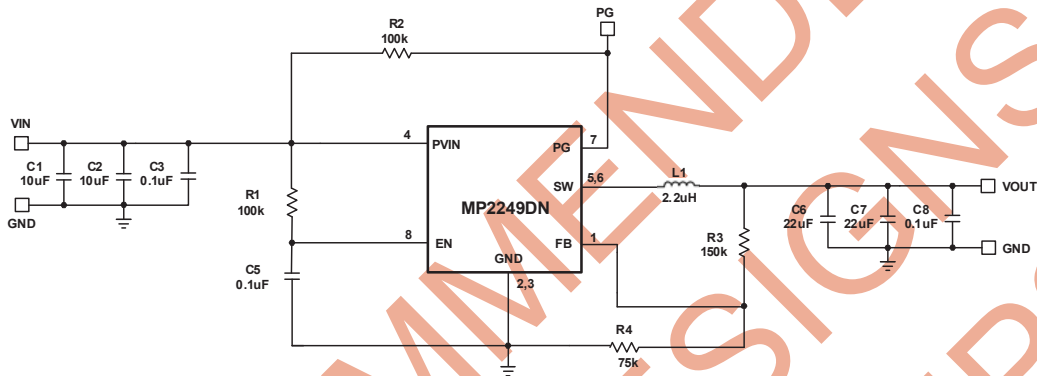 PG
R2
100k
VIN
4
PVIN
PG
7
C1
10uF
C2
10uF
C3
0.1uF
R1
100k
SW
5,6
L1
2.2uH
VOUT
MP2249DN
C6
22uF
C7
22uF
C8
0.1uF
GND
8
EN
FB
1
R3
150k
GND
GND
2,3
C5
0.1uF
R4
75k
MMEND
ESIGNS